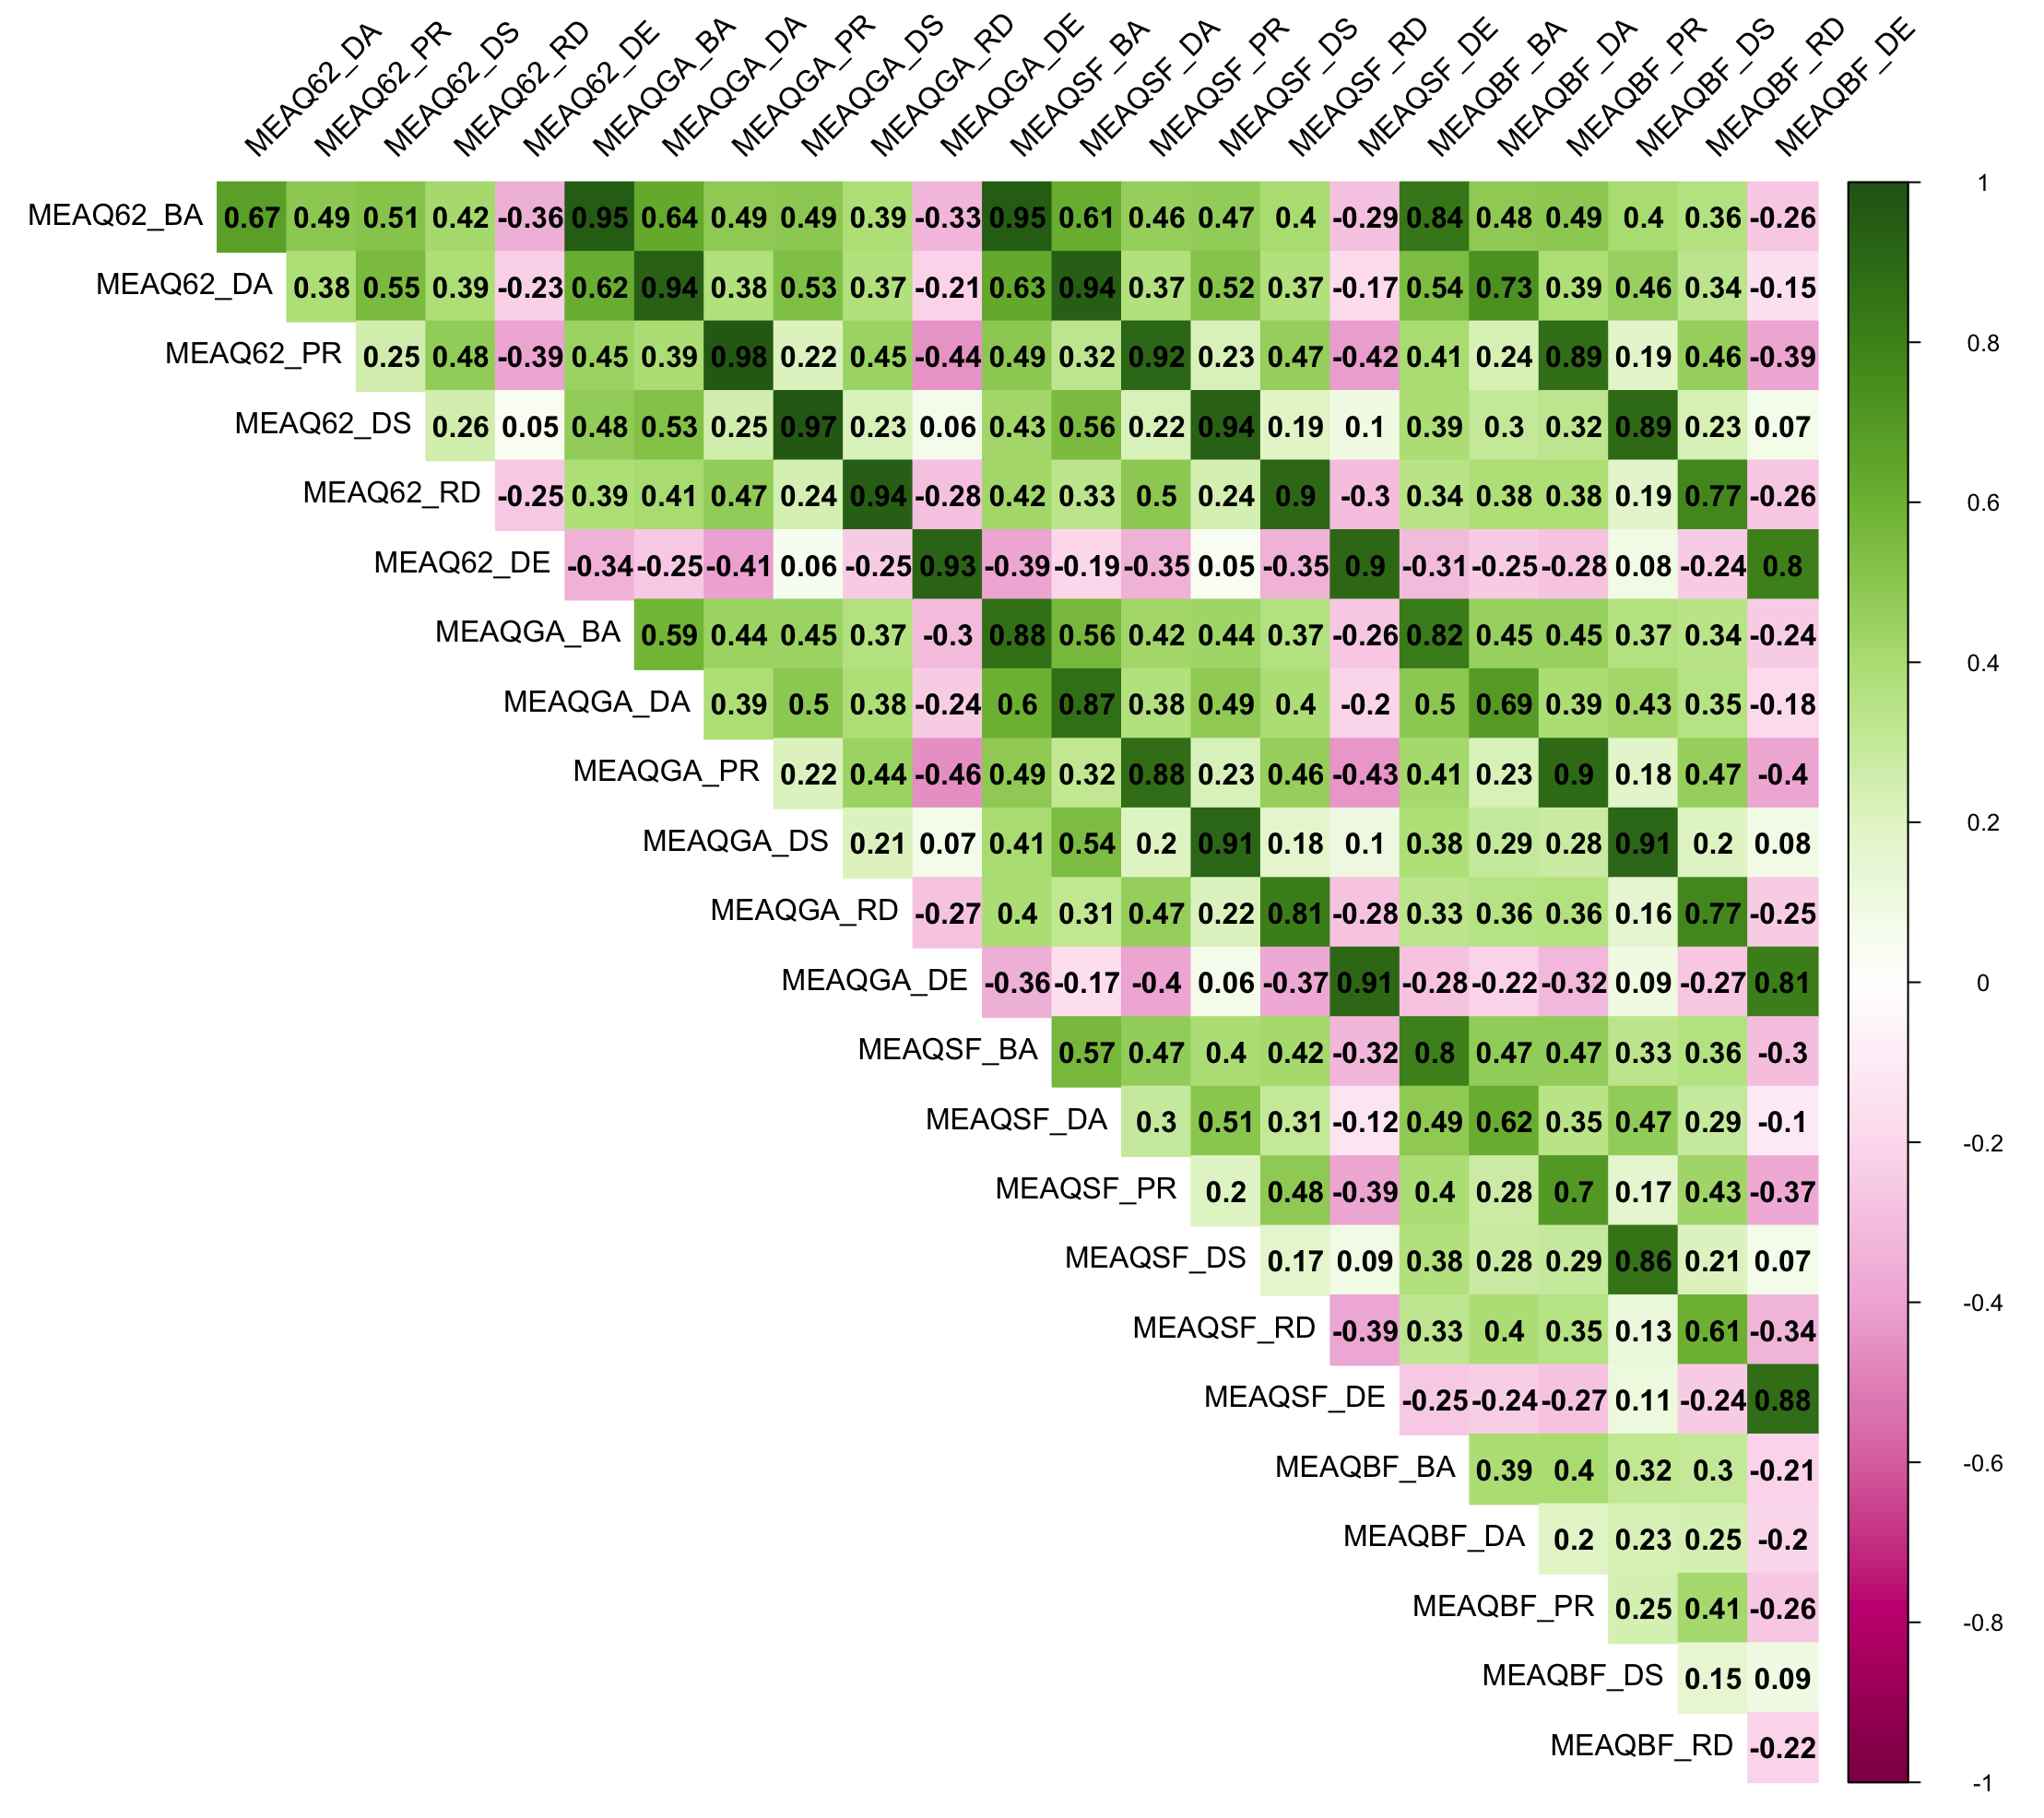 MEAQ62_DA MEAQ62_PR MEAQ62_DS MEAQ62_RD MEAQ62_DE MEAQGA_BA MEAQGA_DA MEAQGA_PR MEAQGA_DS MEAQGA_RD MEAQGA_DE MEAQSF_BA MEAQSF_DA MEAQSF_PR MEAQSF_DS MEAQSF_RD MEAQSF_DE MEAQBF_BA MEAQBF_DA MEAQBF_PR MEAQBF_DS MEAQBF_RD MEAQBF_DE
MEAQ62_BA 0.67 0.49 0.51 0.42 -0.36 0.95 0.64 0.49 0.49 0.39 -0.33 0.95 0.61 0.46 0.47 0.4 -0.29 0.84 0.48 0.49 0.4 0.36 -0.26
MEAQ62_DA 0.38 0.55 0.39 -0.23 0.62 0.94 0.38 0.53 0.37 -0.21 0.63 0.94 0.37 0.52 0.37 -0.17 0.54 0.73 0.39 0.46 0.34 -0.15
MEAQ62_PR 0.25 0.48 -0.39 0.45 0.39 0.98 0.22 0.45 -0.44 0.49 0.32 0.92 0.23 0.47 -0.42 0.41 0.24 0.89 0.19 0.46 -0.39
MEAQ62_DS 0.26 0.05 0.48 0.53 0.25 0.97 0.23 0.06 0.43 0.56 0.22 0.94 0.19 0.1 0.39 0.3 0.32 0.89 0.23 0.07
MEAQ62_RD -0.25 0.39 0.41 0.47 0.24 0.94 -0.28 0.42 0.33 0.5 0.24 0.9 -0.3 0.34 0.38 0.38 0.19 0.77 -0.26
MEAQ62_DE -0.34 -0.25 -0.41 0.06 -0.25 0.93 -0.39 -0.19 -0.35 0.05 -0.35 0.9 -0.31 -0.25 -0.28 0.08 -0.24 0.8
MEAQGA_BA 0.59 0.44 0.45 0.37 -0.3 0.88 0.56 0.42 0.44 0.37 -0.26 0.82 0.45 0.45 0.37 0.34 -0.24
MEAQGA_DA 0.39 0.5 0.38 -0.24 0.6 0.87 0.38 0.49 0.4 -0.2 0.5 0.69 0.39 0.43 0.35 -0.18
MEAQGA_PR 0.22 0.44 -0.46 0.49 0.32 0.88 0.23 0.46 -0.43 0.41 0.23 0.9 0.18 0.47 -0.4
MEAQGA_DS 0.21 0.07 0.41 0.54 0.2 0.91 0.18 0.1 0.38 0.29 0.28 0.91 0.2 0.08
MEAQGA_RD -0.27 0.4 0.31 0.47 0.22 0.81 -0.28 0.33 0.36 0.36 0.16 0.77 -0.25
MEAQGA_DE -0.36 -0.17 -0.4 0.06 -0.37 0.91 -0.28 -0.22 -0.32 0.09 -0.27 0.81
MEAQSF_BA 0.57 0.47 0.4 0.42 -0.32 0.8 0.47 0.47 0.33 0.36 -0.3
MEAQSF_DA 0.3 0.51 0.31 -0.12 0.49 0.62 0.35 0.47 0.29 -0.1
MEAQSF_PR 0.2 0.48 -0.39 0.4 0.28 0.7 0.17 0.43 -0.37
MEAQSF_DS 0.17 0.09 0.38 0.28 0.29 0.86 0.21 0.07
MEAQSF_RD -0.39 0.33 0.4 0.35 0.13 0.61 -0.34
MEAQSF_DE -0.25 -0.24 -0.27 0.11 -0.24 0.88
MEAQBF_BA 0.39 0.4 0.32 0.3 -0.21
MEAQBF_DA 0.2 0.23 0.25 -0.2
MEAQBF_PR 0.25 0.41 -0.26
MEAQBF_DS 0.15 0.09
MEAQBF_RD -0.22
1
0.8
0.6
0.4
0.2
0
-0.2
-0.4
-0.6
-0.8
-1